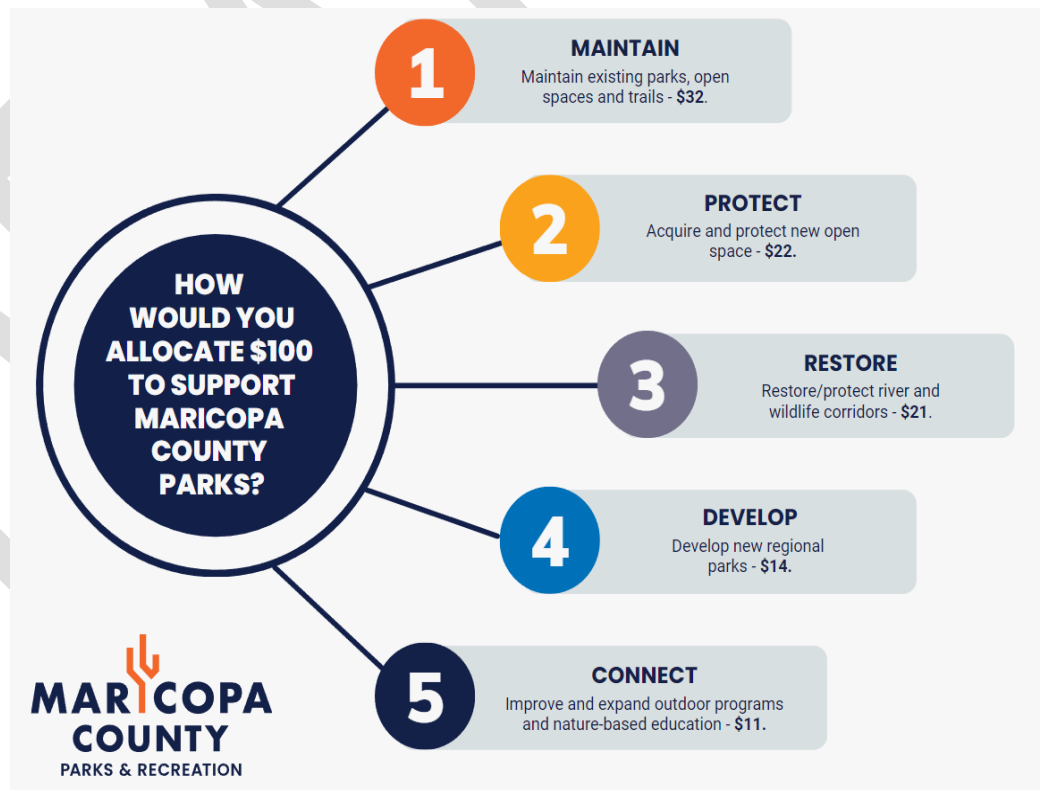 HOW
WOULD YOU
ALLOCATE $100
TO SUPPORT
MARICOPA
COUNTY
PARKS?
1
MAINTAIN
Maintain existing parks, open
spaces and trails - $32.
2
PROTECT
Acquire and protect new open
space - $22.
3
RESTORE
Restore/protect river and
wildlife corridors - $21.
4
DEVELOP
Develop new regional
parks - $14.
5
CONNECT
Improve and expand outdoor programs
and nature-based education - $11.
MARICOPA
COUNTY
PARKS & RECREATION